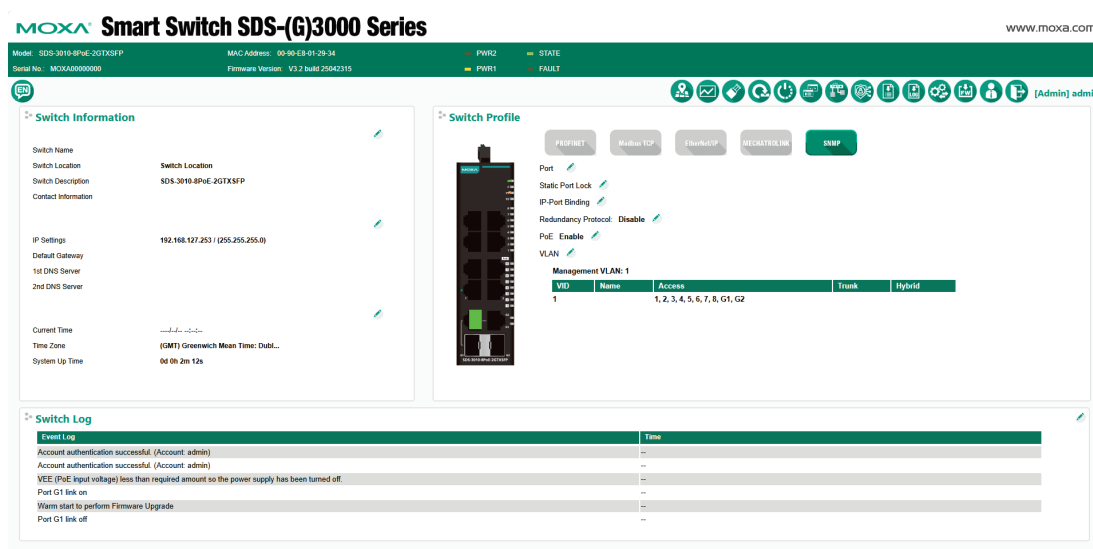 MOXA Smart Switch SDS-(G)3000 Series
www.moxa.com
Model: SDS-3010-8PoE-2GTXSFP MAC Address: 00-90-E8-01-29-34 PWR2 STATE
Serial No.: MOXA00000000 Firmware Version: V3.2 build 25042315 PWR1 FAULT
EN
LOG
FW
[Admin] admi
Switch Information
Switch Name
Switch Location Switch Location
Switch Description SDS-3010-8PoE-2GTXSFP
Contact Information
IP Settings 192.168.127.253 / (255.255.255.0)
Default Gateway
1st DNS Server
2nd DNS Server
Current Time ----/--/-- --:--:--
Time Zone (GMT) Greenwich Mean Time: Dubl...
System Up Time 0d 0h 2m 12s
Switch Profile
PROFINET Modbus TCP EtherNet/IP MECHATROLINK SNMP
MOXA
SDS-3010-8PoE-2GTXSFP
Port
Static Port Lock
IP-Port Binding
Redundancy Protocol: Disable
PoE Enable
VLAN
Management VLAN: 1
VID Name Access Trunk Hybrid
1 1, 2, 3, 4, 5, 6, 7, 8, G1, G2
Switch Log
Event Log Time
Account authentication successful. (Account: admin) --
Account authentication successful. (Account: admin) --
VEE (PoE input voltage) less than required amount so the power supply has been turned off. --
Port G1 link on --
Warm start to perform Firmware Upgrade --
Port G1 link off --